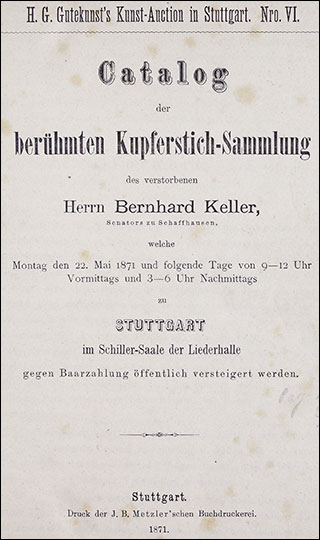 H. G. Gutekunst's Kunst-Auction in Stuttgart. Nro. VI.
Catalog
der
berühmten Kupferstich-Sammlung
des verstorbenen
Herrn Bernhard Keller,
Senators zu Schaffhausen,
welche
Montag den 22. Mai 1871 und folgende Tage von 9—12 Uhr
Vormittags und 3—6 Uhr Nachmittags
zu
STUTTGART
im Schiller-Saale der Liederhalle
gegen Baarzahlung öffentlich versteigert werden.
Stuttgart.
Druck der J. B. Metzler'schen Buchdruckerei.
1871.